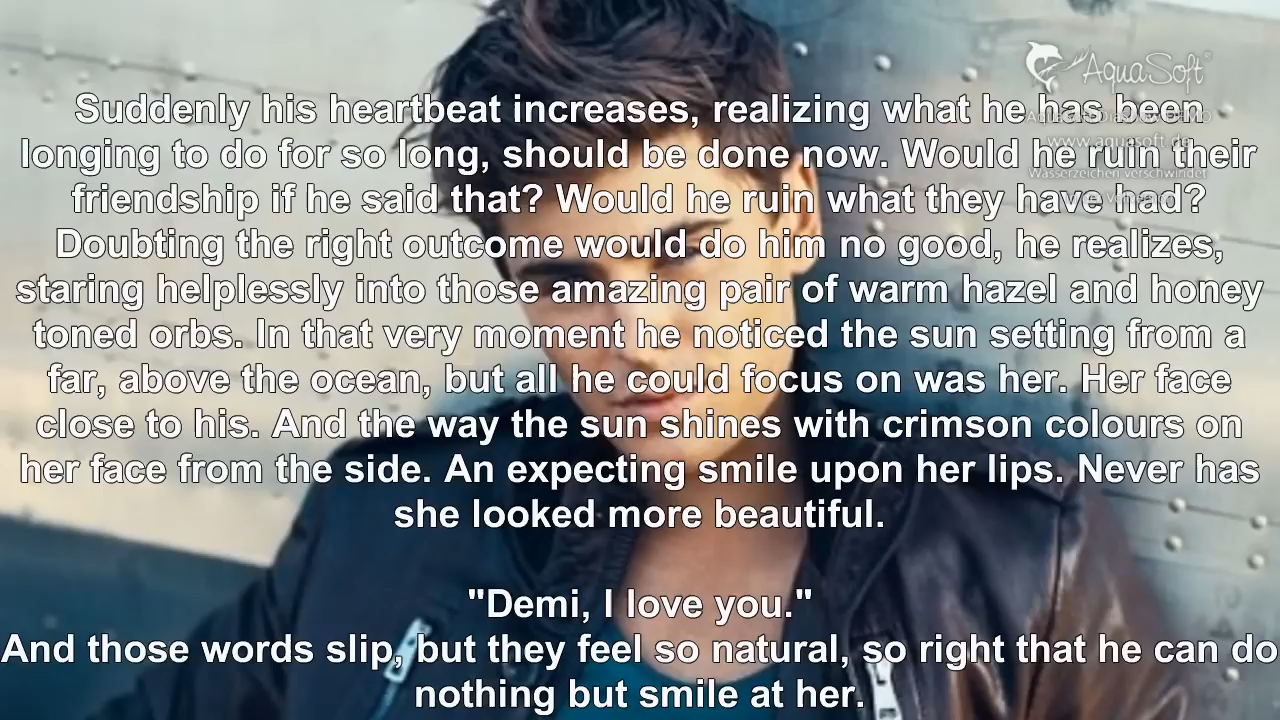 AquaSoft
Suddenly his heartbeat increases, realizing what he has been
longing to do for so long, should be done now. Would he ruin their
www.aquasoft.de
Wasserzeichen verschwindet
friendship if he said that? Would he ruin what they have had?
Doubting the right outcome would do him no good, he realizes,
staring helplessly into those amazing pair of warm hazel and honey
toned orbs. In that very moment he noticed the sun setting from a
far, above the ocean, but all he could focus on was her. Her face
close to his. And the way the sun shines with crimson colours on
her face from the side. An expecting smile upon her lips. Never has
she looked more beautiful.
"Demi, I love you."
And those words slip, but they feel so natural, so right that he can do
nothing but smile at her.